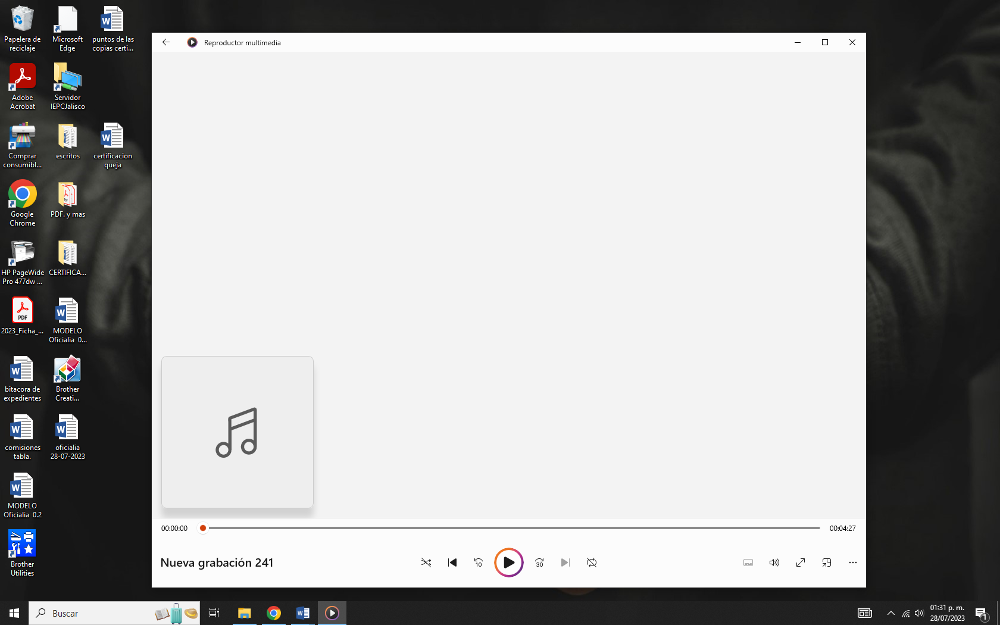 Papelera de
reciclaje
Microsoft
Edge
puntos de las
copias certi...
Adobe
Acrobat
Servidor
IEPCJalisco
Comprar
consumibl...
escritos
certificacion
queja
Google
Chrome
PDF. y mas
HP PageWide
Pro 477dw ...
CERTIFICA...
PDF
2023_Ficha_...
MODELO
Oficialia 0...
bitacora de
expedientes
Brother
Creati...
comisiones
tabla.
oficialia
28-07-2023
MODELO
Oficialia 0.2
Brother
Utilities
Reproductor multimedia
00:00:00
00:04:27
Nueva grabación 241
10
30
Buscar
01:31 p. m.
28/07/2023
1